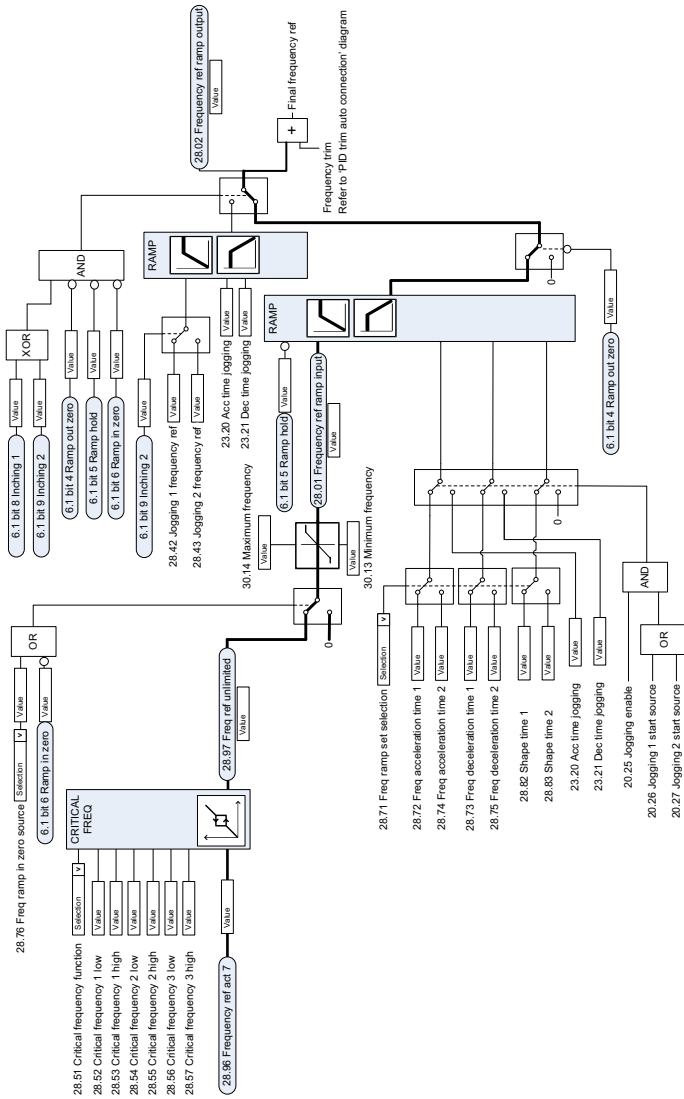 28.76 Freq ramp in zero source
Selection
v
Value
6.1 bit 6 Ramp in zero
Value
OR
28.51 Critical frequency function
Selection
v
28.52 Critical frequency 1 low
Value
28.53 Critical frequency 1 high
Value
28.54 Critical frequency 2 low
Value
28.55 Critical frequency 2 high
Value
28.56 Critical frequency 3 low
Value
28.57 Critical frequency 3 high
Value
CRITICAL
FREQ
28.96 Frequency ref act 7
Value
28.97 Freq ref unlimited
Value
0
30.14 Maximum frequency
Value
30.13 Minimum frequency
Value
6.1 bit 5 Ramp hold
Value
28.01 Frequency ref ramp input
Value
RAMP
6.1 bit 8 Inching 1
Value
6.1 bit 9 Inching 2
Value
XOR
6.1 bit 4 Ramp out zero
Value
6.1 bit 5 Ramp hold
Value
6.1 bit 6 Ramp in zero
Value
AND
6.1 bit 9 Inching 2
Value
28.42 Jogging 1 frequency ref
Value
28.43 Jogging 2 frequency ref
Value
23.20 Acc time jogging
Value
23.21 Dec time jogging
Value
RAMP
28.02 Frequency ref ramp output
Value
+
Final frequency ref
Frequency trim
Refer to 'PID trim auto connection' diagram
0
Value
6.1 bit 4 Ramp out zero
28.71 Freq ramp set selection
Selection
v
28.72 Freq acceleration time 1
Value
28.74 Freq acceleration time 2
Value
28.73 Freq deceleration time 1
Value
28.75 Freq deceleration time 2
Value
28.82 Shape time 1
Value
28.83 Shape time 2
Value
23.20 Acc time jogging
Value
23.21 Dec time jogging
Value
0
20.25 Jogging enable
20.26 Jogging 1 start source
20.27 Jogging 2 start source
OR
AND